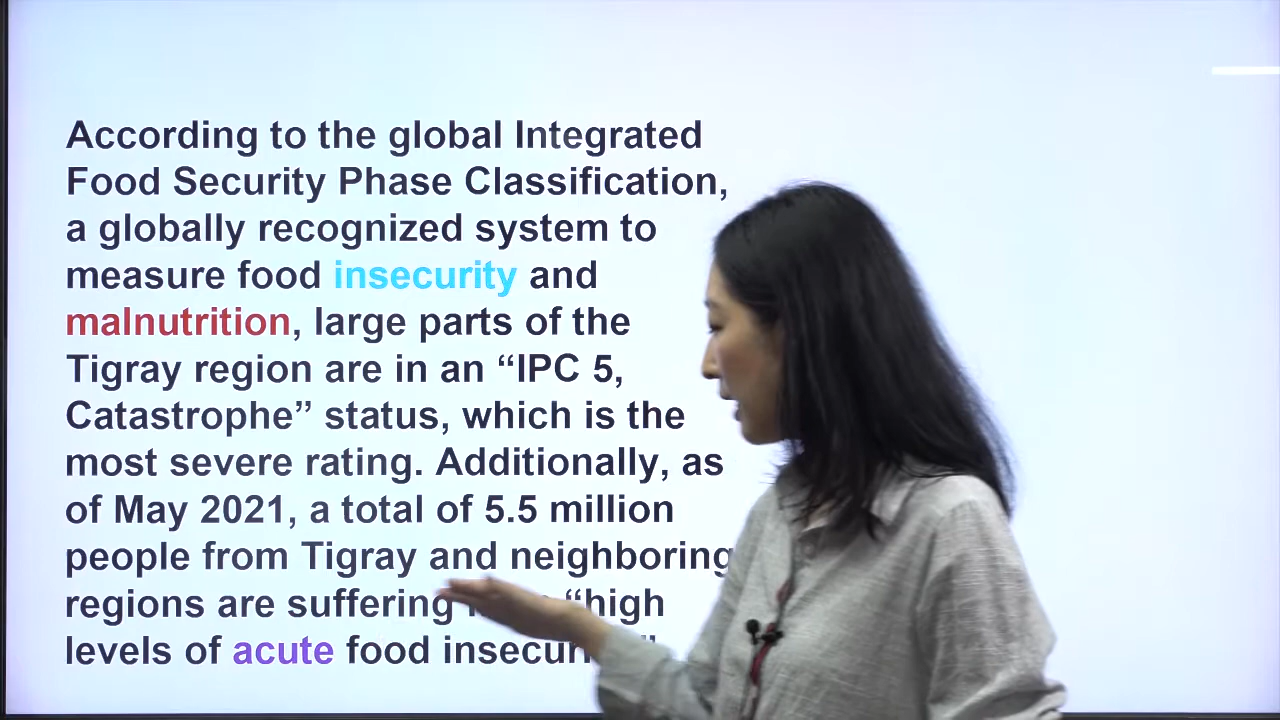 According to the global Integrated
Food Security Phase Classification,
a globally recognized system to
measure food insecurity and
malnutrition, large parts of the
Tigray region are in an “IPC 5,
Catastrophe” status, which is the
most severe rating. Additionally, as
of May 2021, a total of 5.5 million
people from Tigray and neighboring
regions are suffering “high
levels of acute food